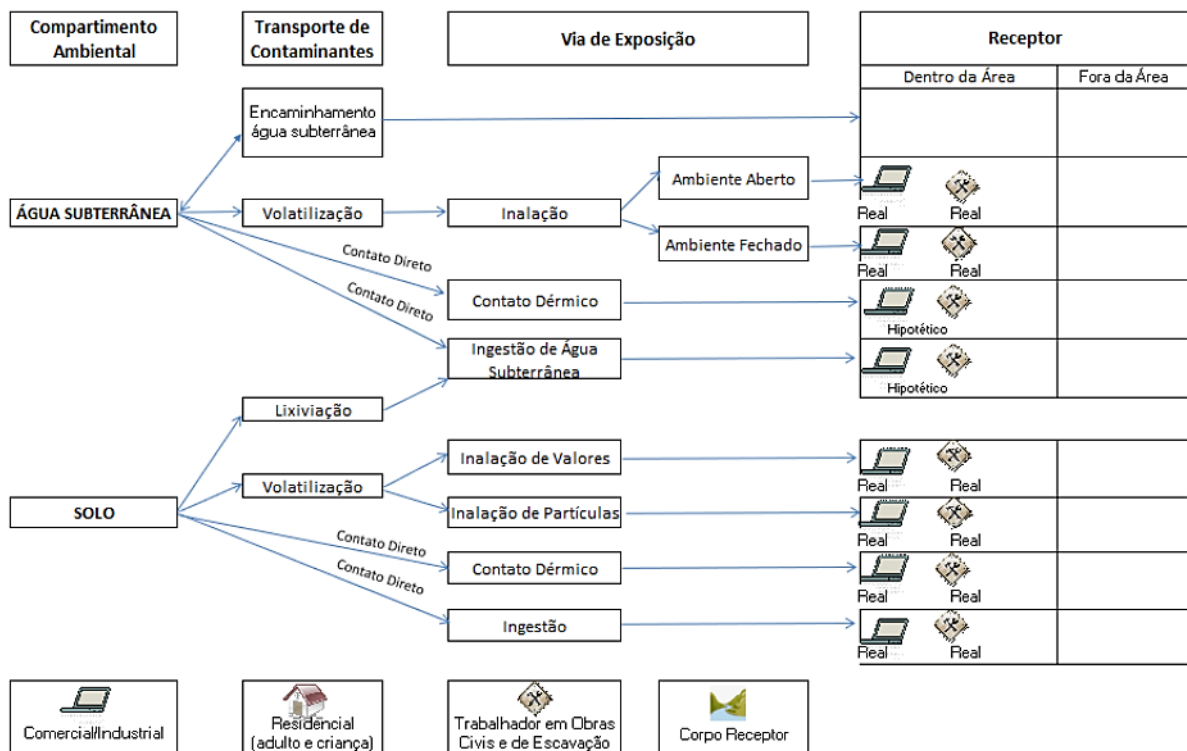 Compartimento
Ambiental
Transporte de
Contaminantes
Via de Exposição
Receptor
Dentro da Área
Fora da Área
Encaminhamento
água subterrânea
Ambiente Aberto
Real
Real
ÁGUA SUBTERRÂNEA
Volatilização
Inalação
Ambiente Fechado
Real
Real
Contato Direto
Contato Dérmico
Hipotético
Contato Direto
Ingestão de Água
Subterrânea
Hipotético
Lixiviação
Inalação de Valores
Real
Real
Volatilização
SOLO
Inalação de Partículas
Real
Real
Contato Direto
Contato Dérmico
Real
Real
Contato Direto
Ingestão
Real
Real
Comercial/Industrial
Residêncial
(adulto e criança)
Trabalhador em Obras
Civis e de Escavação
Corpo Receptor